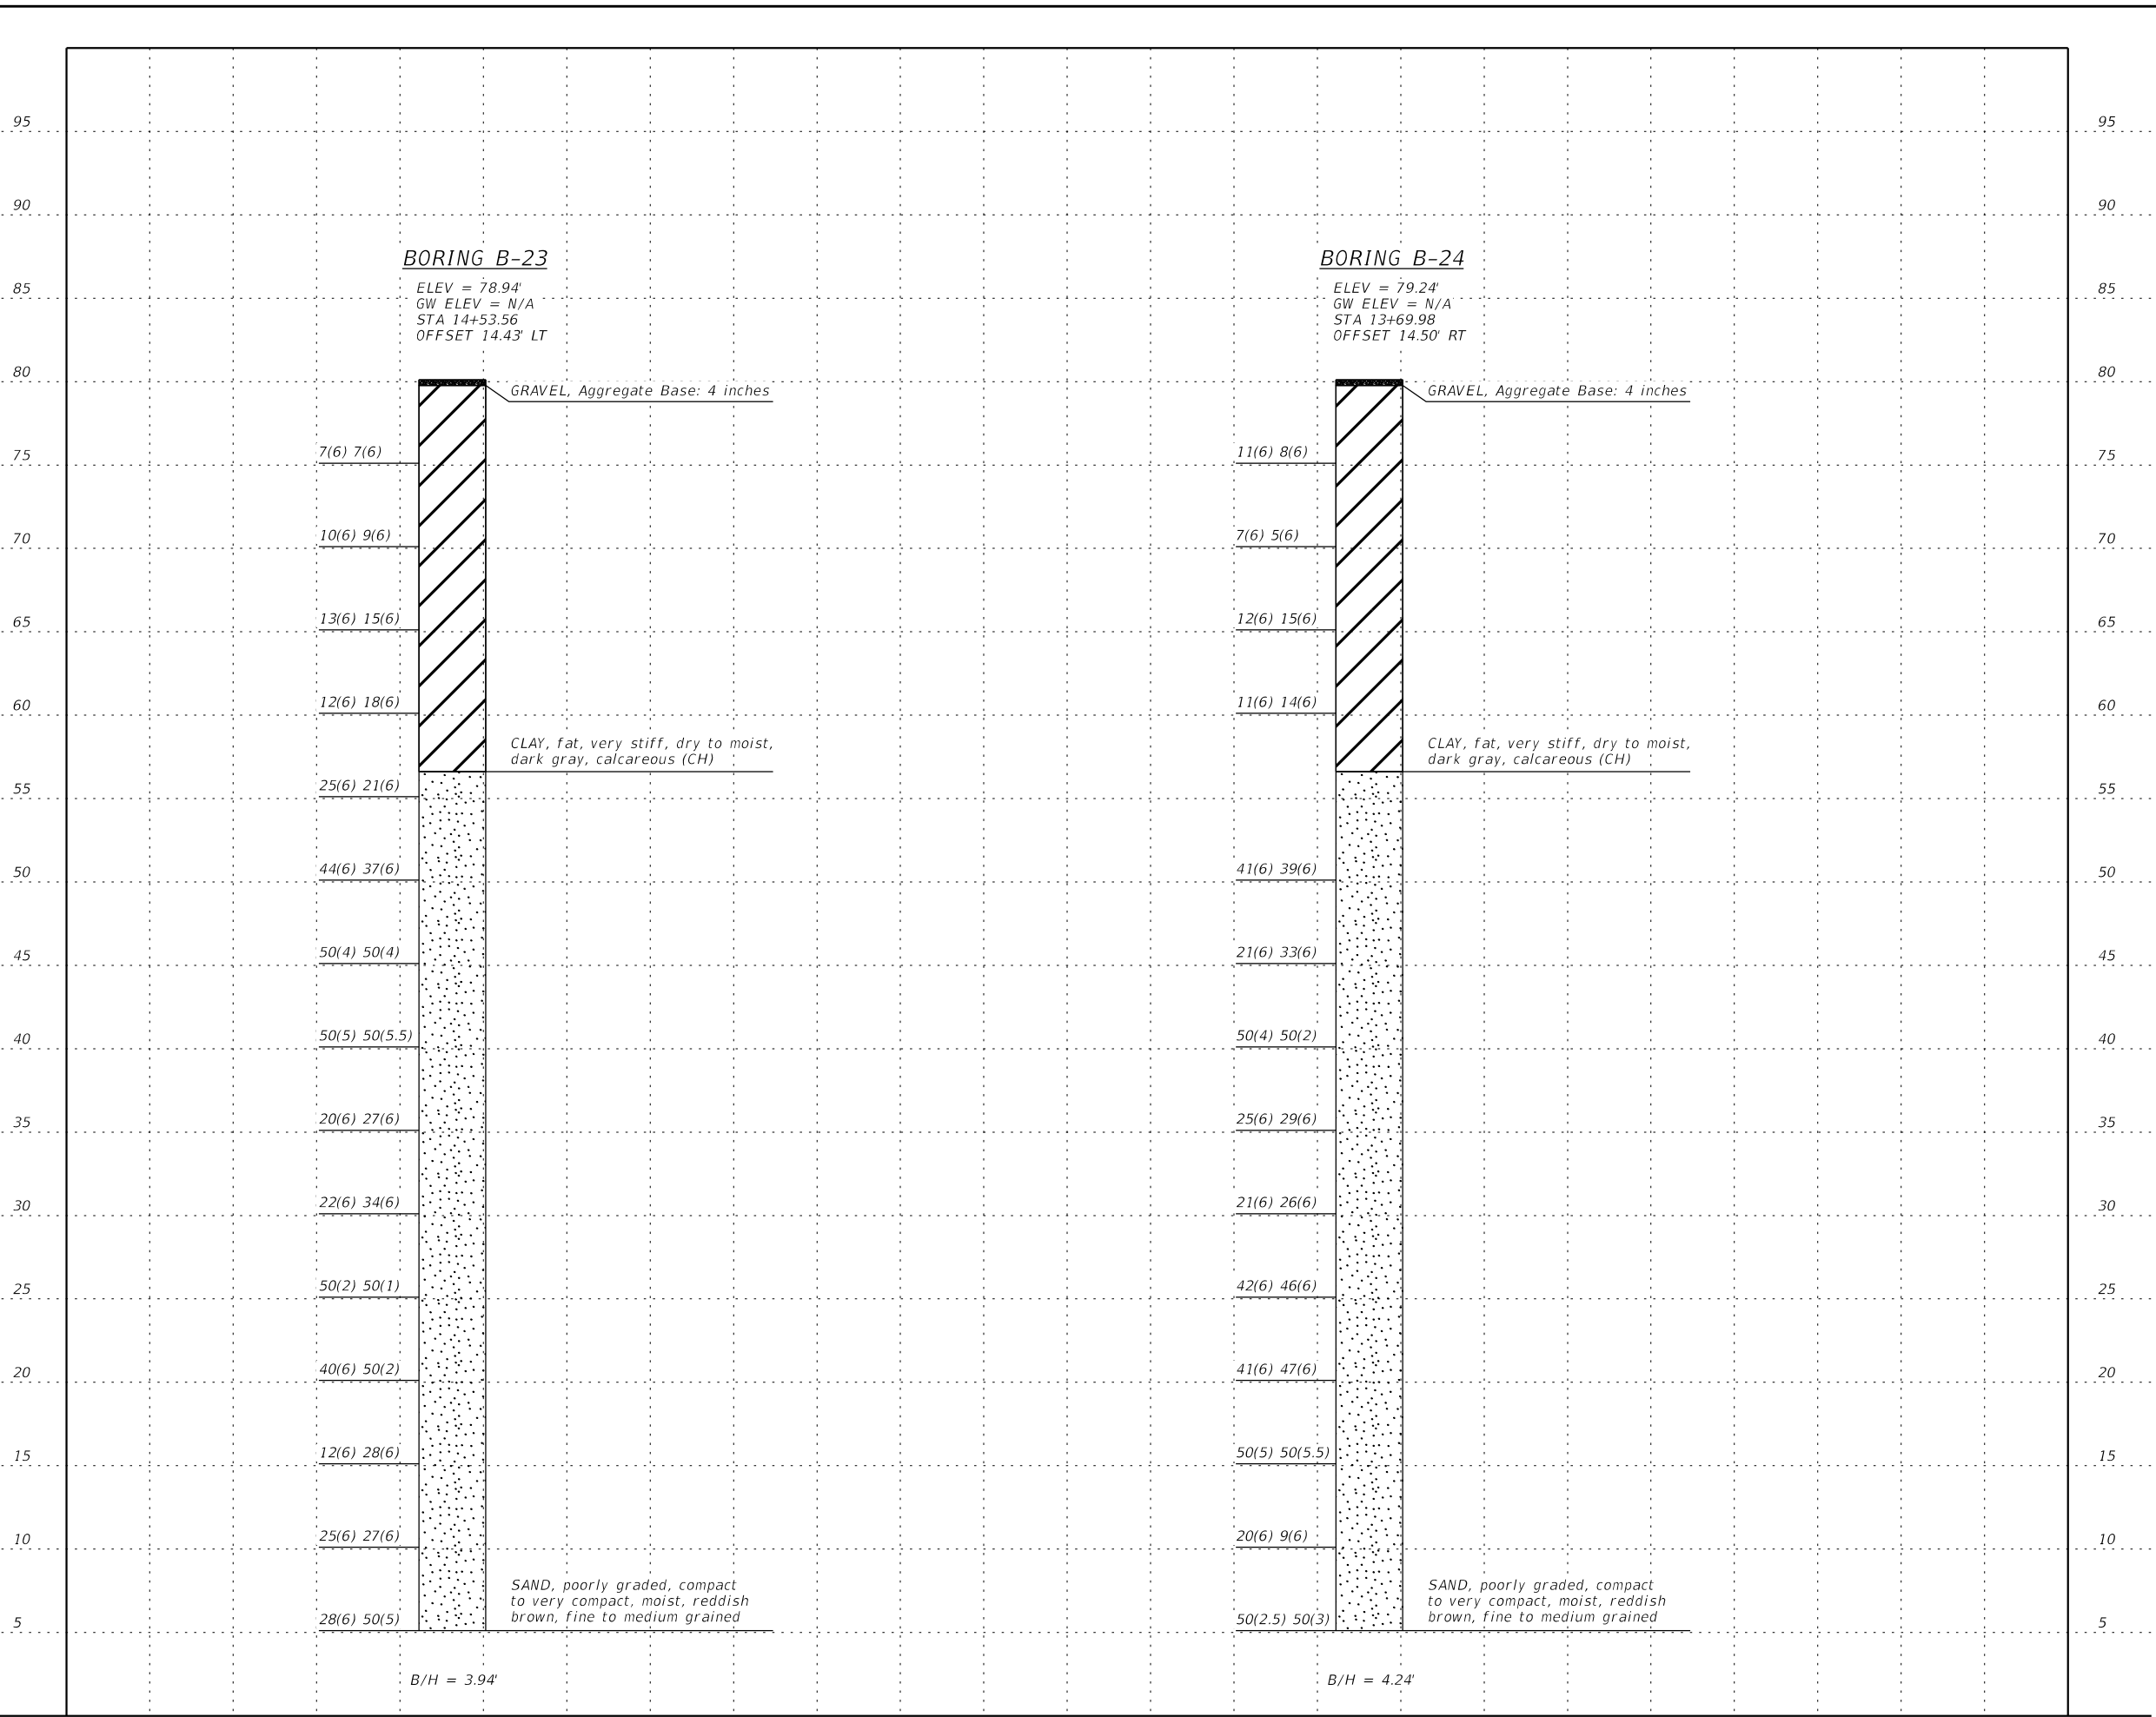 95 95
90 90
BORING B-23 BORING B-24
ELEV = 78.94' ELEV = 79.24'
85 85
GW ELEV = N/A GW ELEV = N/A
STA 14+53.56 STA 13+69.98
OFFSET 14.43' LT OFFSET 14.50' RT
80 80
GRAVEL, Aggregate Base: 4 inches GRAVEL, Aggregate Base: 4 inches
75 7(6) 7(6) 11(6) 8(6) 75
70 10(6) 9(6) 7(6) 5(6) 70
65 13(6) 15(6) 12(6) 15(6) 65
60 12(6) 18(6) 11(6) 14(6) 60
CLAY, fat, very stiff, dry to moist, CLAY, fat, very stiff, dry to moist,
dark gray, calcareous (CH) dark gray, calcareous (CH)
55 25(6) 21(6) 55
50 44(6) 37(6) 41(6) 39(6) 50
45 50(4) 50(4) 21(6) 33(6) 45
40 50(5) 50(5.5) 50(4) 50(2) 40
35 20(6) 27(6) 25(6) 29(6) 35
30 22(6) 34(6) 21(6) 26(6) 30
25 50(2) 50(1) 42(6) 46(6) 25
20 40(6) 50(2) 41(6) 47(6) 20
15 12(6) 28(6) 50(5) 50(5.5) 15
10 25(6) 27(6) 20(6) 9(6) 10
SAND, poorly graded, compact SAND, poorly graded, compact
to very compact, moist, reddish to very compact, moist, reddish
brown, fine to medium grained brown, fine to medium grained
5 28(6) 50(5) 50(2.5) 50(3) 5
B/H = 3.94' B/H = 4.24'